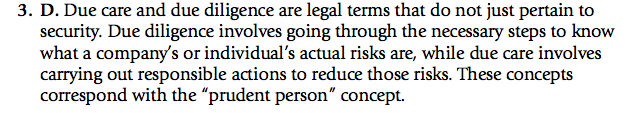 3. D. Due care and due diligence are legal terms that do not just pertain to
security. Due diligence involves going through the necessary steps to know
what a company’s or individual’s actual risks are, while due care involves
carrying out responsible actions to reduce those risks. These concepts
correspond with the “prudent person” concept.